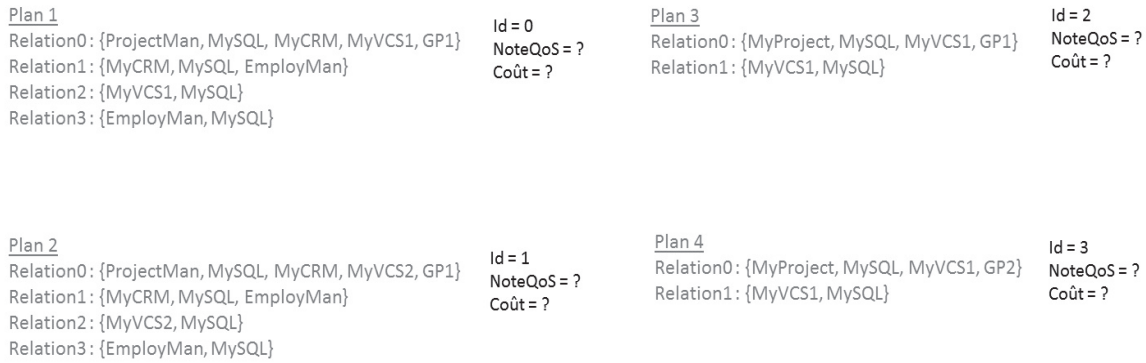 Plan 1
Relation0 : {ProjectMan, MySQL, MyCRM, MyVCS1, GP1}
Relation1 : {MyCRM, MySQL, EmployMan}
Relation2 : {MyVCS1, MySQL}
Relation3 : {EmployMan, MySQL}
Id = 0
NoteQoS = ?
Coût = ?
Plan 3
Relation0 : {MyProject, MySQL, MyVCS1, GP1}
Relation1 : {MyVCS1, MySQL}
Id = 2
NoteQoS = ?
Coût = ?
Plan 2
Relation0 : {ProjectMan, MySQL, MyCRM, MyVCS2, GP1}
Relation1 : {MyCRM, MySQL, EmployMan}
Relation2 : {MyVCS2, MySQL}
Relation3 : {EmployMan, MySQL}
Id = 1
NoteQoS = ?
Coût = ?
Plan 4
Relation0 : {MyProject, MySQL, MyVCS1, GP2}
Relation1 : {MyVCS1, MySQL}
Id = 3
NoteQoS = ?
Coût = ?